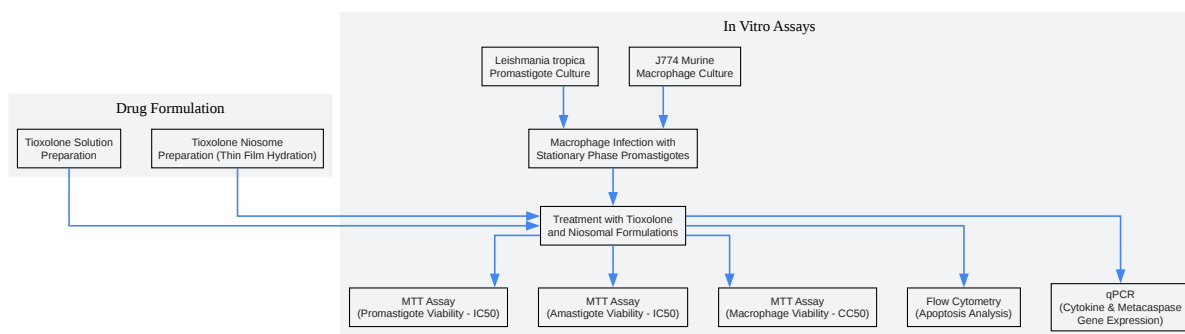 In Vitro Assays
Leishmania tropica
Promastigote Culture
J774 Murine
Macrophage Culture
Drug Formulation
Tioxolone Solution
Preparation
Tioxolone Niosome
Preparation (Thin Film Hydration)
Macrophage Infection with
Stationary Phase Promastigotes
Treatment with Tioxolone
and Niosomal Formulations
MTT Assay
(Promastigote Viability - IC50)
MTT Assay
(Amastigote Viability - IC50)
MTT Assay
(Macrophage Viability - CC50)
Flow Cytometry
(Apoptosis Analysis)
qPCR
(Cytokine & Metacaspase
Gene Expression)